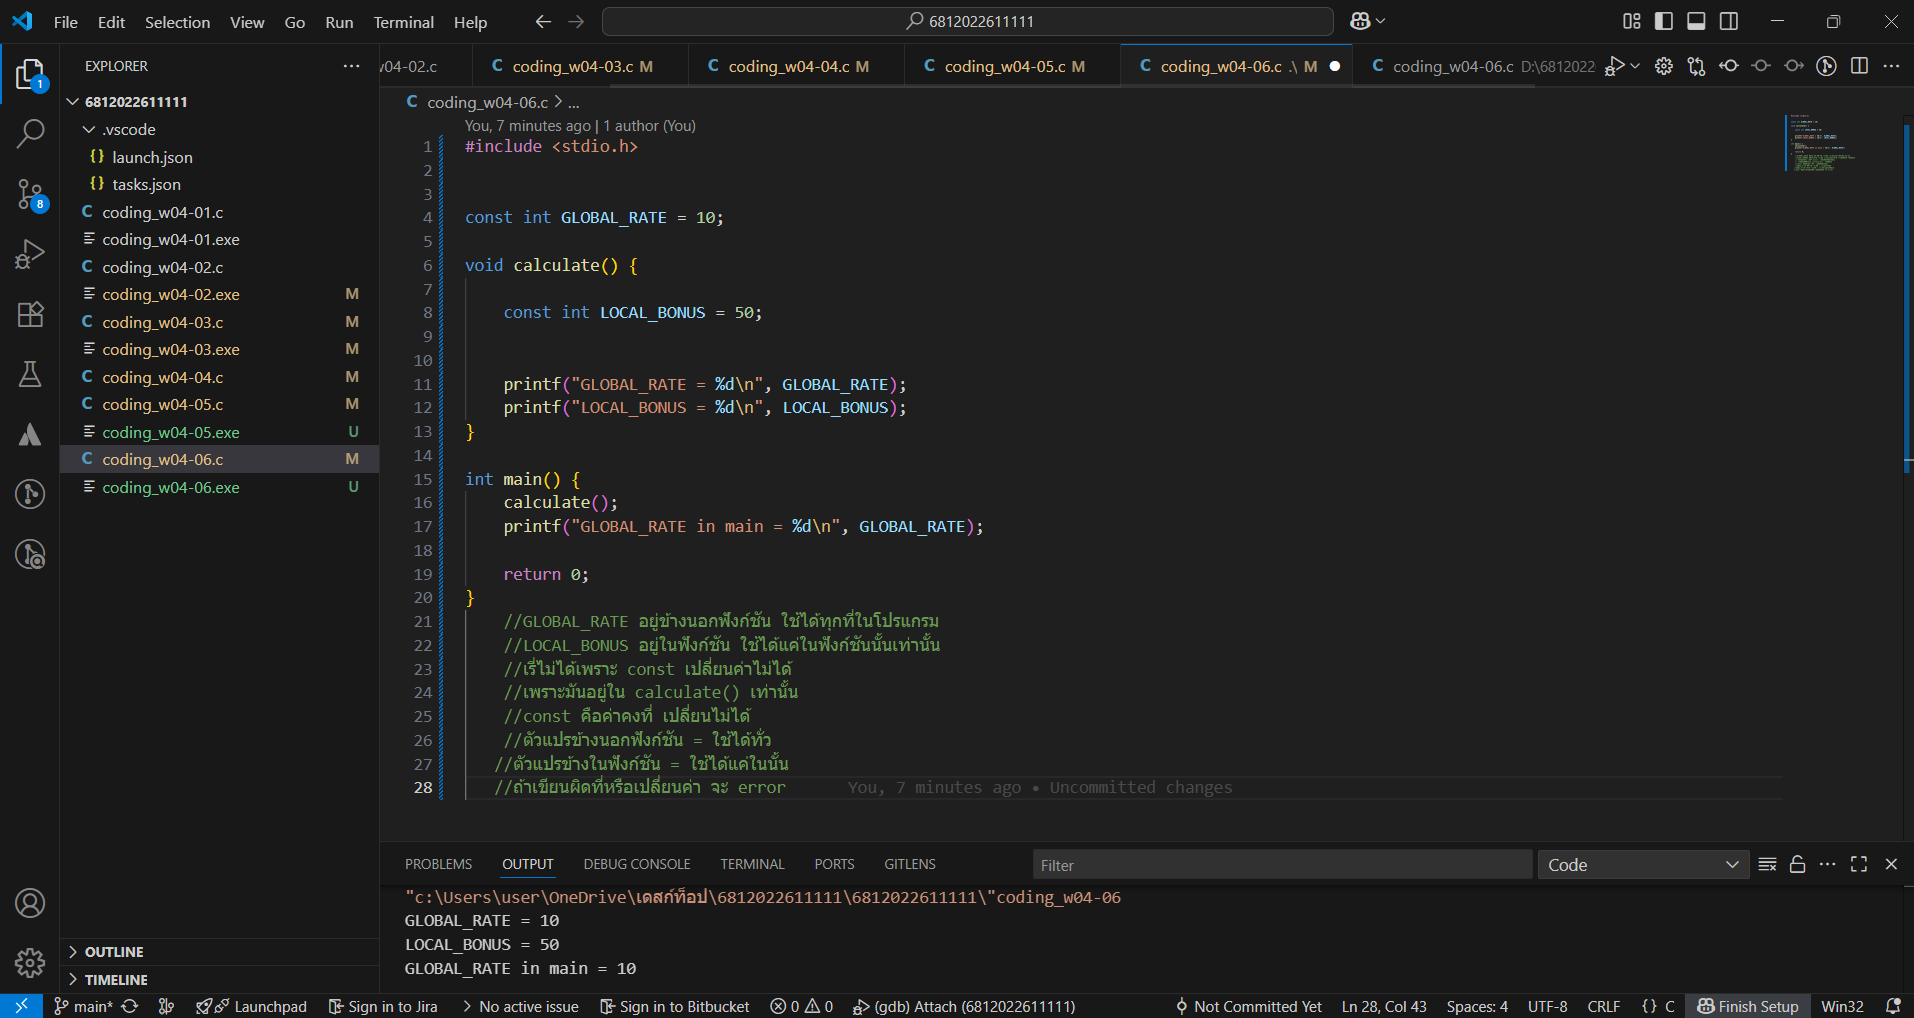 File Edit Selection View Go Run Terminal Help
6812022611111
EXPLORER
6812022611111
.vscode
{} launch.json
{} tasks.json
C coding_w04-01.c
coding_w04-01.exe
C coding_w04-02.c
coding_w04-02.exe M
C coding_w04-03.c M
coding_w04-03.exe M
C coding_w04-04.c M
C coding_w04-05.c M
coding_w04-05.exe U
C coding_w04-06.c M
coding_w04-06.exe U
OUTLINE
TIMELINE
1
8
w04-02.c C coding_w04-03.c M C coding_w04-04.c M C coding_w04-05.c M C coding_w04-06.c .\ M C coding_w04-06.c D:\681202
C coding_w04-06.c > ...
You, 7 minutes ago | 1 author (You)
1 #include <stdio.h>
2
3
4 const int GLOBAL_RATE = 10;
5
6 void calculate() {
7
8 const int LOCAL_BONUS = 50;
9
10
11 printf("GLOBAL_RATE = %d\n", GLOBAL_RATE);
12 printf("LOCAL_BONUS = %d\n", LOCAL_BONUS);
13 }
14
15 int main() {
16 calculate();
17 printf("GLOBAL_RATE in main = %d\n", GLOBAL_RATE);
18
19 return 0;
20 }
21 //GLOBAL_RATE อยู่ข้างนอกฟังก์ชัน ใช้ได้ทุกที่ในโปรแกรม
22 //LOCAL_BONUS อยู่ในฟังก์ชัน ใช้ได้แค่ในฟังก์ชันนั้นเท่านั้น
23 //เรี่ไม่ได้เพราะ const เปลี่ยนค่าไม่ได้
24 //เพราะมันอยู่ใน calculate() เท่านั้น
25 //const คือค่าคงที่ เปลี่ยนไม่ได้
26 //ตัวแปรข้างนอกฟังก์ชัน = ใช้ได้ทั่ว
27 //ตัวแปรข้างในฟังก์ชัน = ใช้ได้แค่ในนั้น
28 //ถ้าเขียนผิดที่หรือเปลี่ยนค่า จะ error You, 7 minutes ago • Uncommitted changes
PROBLEMS OUTPUT DEBUG CONSOLE TERMINAL PORTS GITLENS Filter Code
"c:\Users\user\OneDrive\เดสก์ท็อป\6812022611111\6812022611111\"coding_w04-06
GLOBAL_RATE = 10
LOCAL_BONUS = 50
GLOBAL_RATE in main = 10
main* Launchpad Sign in to Jira No active issue Sign in to Bitbucket 0 0 (gdb) Attach (6812022611111) Not Committed Yet Ln 28, Col 43 Spaces: 4 UTF-8 CRLF {} C Finish Setup Win32